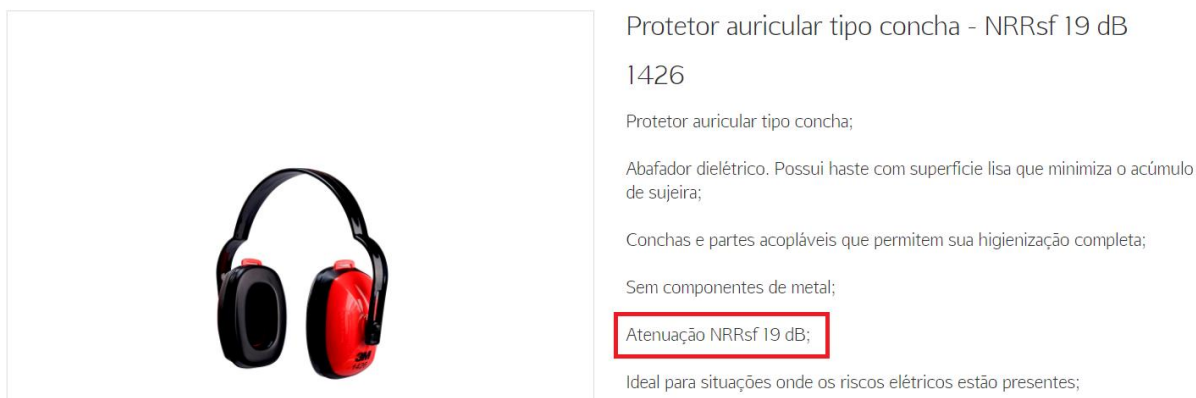 Protetor auricular tipo concha - NRRsf 19 dB
1426
Protetor auricular tipo concha;
Abafador dielétrico. Possui haste com superfície lisa que minimiza o acúmulo
de sujeira;
Conchas e partes acopláveis que permitem sua higienização completa;
Sem componentes de metal;
Atenuação NRRsf 19 dB;
Ideal para situações onde os riscos elétricos estão presentes;
3M
1426